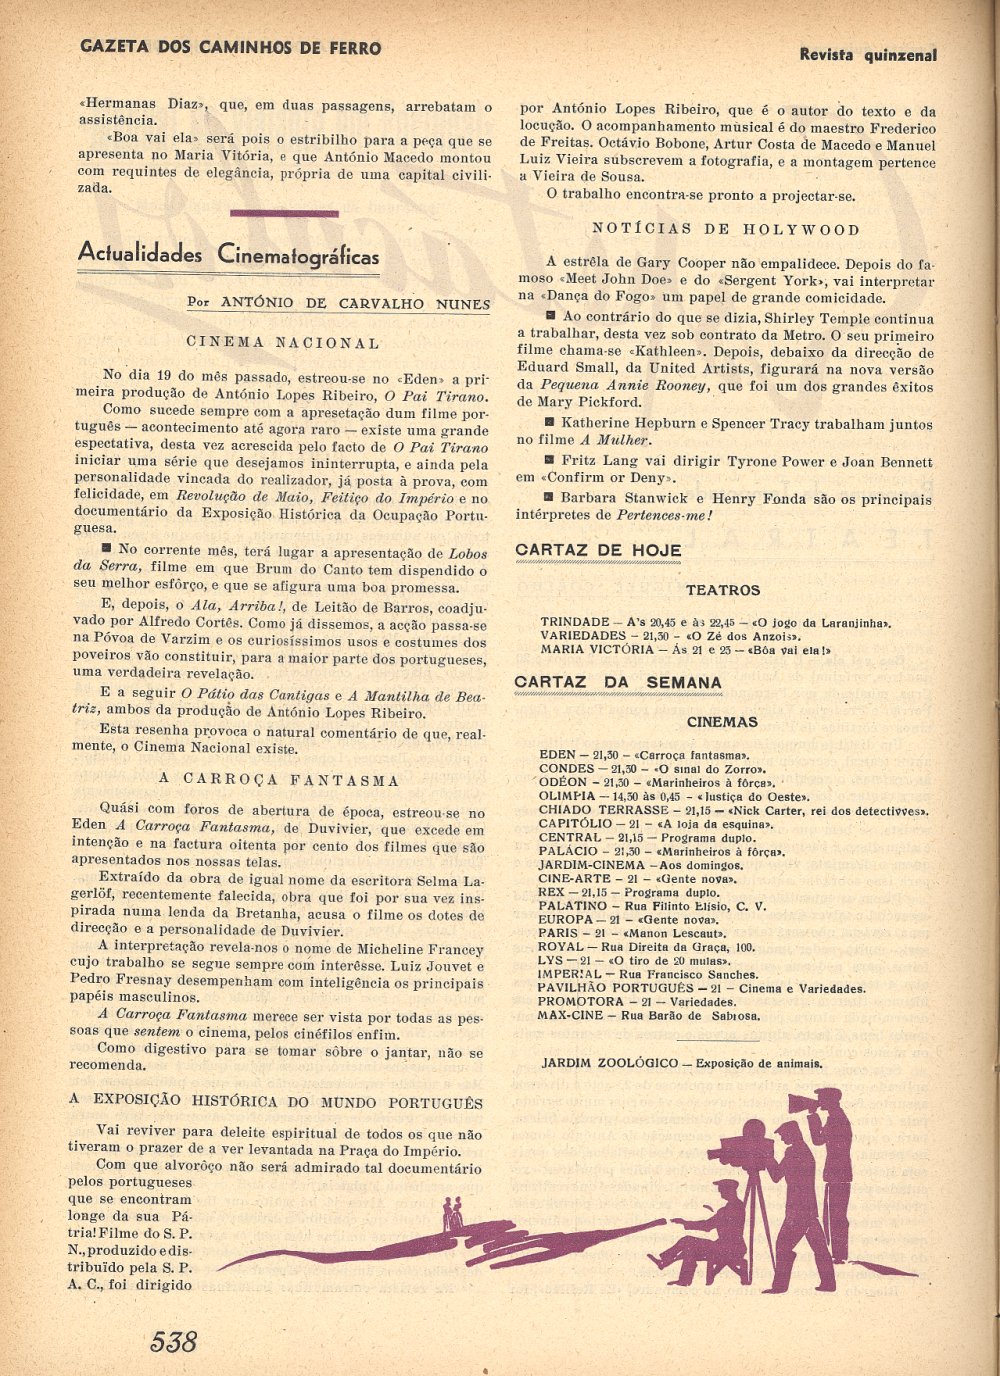 GAZETA DOS CAMINHOS DE FERRO
Revista quinzenal
«Hermanas Díaz», que, em duas passagens, arrebatam o
assistência.
«Boa vai ela» será pois o estribilho para a peça que se
apresenta no Maria Vitória, e que António Macedo montou
com requintes de elegância, própria de uma capital civili-
zada.
Actualidades Cinematográficas
Por ANTÓNIO DE CARVALHO NUNES
CINEMA NACIONAL
No dia 19 do mês passado, estreou-se no «Eden» a pri-
meira produção de António Lopes Ribeiro, O Pai Tirano.
Como sucede sempre com a apresetação dum filme por-
tuguês — acontecimento até agora raro — existe uma grande
espectativa, desta vez acrescida pelo facto de O Pai Tirano
iniciar uma série que desejamos ininterrupta, e ainda pela
personalidade vincada do realizador, já posta à prova, com
felicidade, em Revolução de Maio, Feitiço do Império e no
documentário da Exposição Histórica da Ocupação Portu-
guesa.
■ No corrente mês, terá lugar a apresentação de Lobos
da Serra, filme em que Brum do Canto tem dispendido o
seu melhor esfôrço, e que se afigura uma boa promessa.
E, depois, o Ala, Arriba!, de Leitão de Barros, coadju-
vado por Alfredo Cortês. Como já dissemos, a acção passa-se
na Póvoa de Varzim e os curiosíssimos usos e costumes dos
poveiros vão constituir, para a maior parte dos portugueses,
uma verdadeira revelação.
E a seguir O Pátio das Cantigas e A Mantilha de Bea-
triz, ambos da produção de António Lopes Ribeiro.
Esta resenha provoca o natural comentário de que, real-
mente, o Cinema Nacional existe.
A CARROÇA FANTASMA
Quási com foros de abertura de época, estreou-se no
Eden A Carroça Fantasma, de Duvivier, que excede em
intenção e na factura oitenta por cento dos filmes que são
apresentados nos nossas telas.
Extraído da obra de igual nome da escritora Selma La-
gerlöf, recentemente falecida, obra que foi por sua vez ins-
pirada numa lenda da Bretanha, acusa o filme os dotes de
direcção e a personalidade de Duvivier.
A interpretação revela-nos o nome de Micheline Francey
cujo trabalho se segue sempre com interêsse. Luiz Jouvet e
Pedro Fresnay desempenham com inteligência os principais
papéis masculinos.
A Carroça Fantasma merece ser vista por todas as pes-
soas que sentem o cinema, pelos cinéfilos enfim.
Como digestivo para se tomar sôbre o jantar, não se
recomenda.
A EXPOSIÇÃO HISTÓRICA DO MUNDO PORTUGUÊS
Vai reviver para deleite espiritual de todos os que não
tiveram o prazer de a ver levantada na Praça do Império.
Com que alvorôço não será admirado tal documentário
pelos portugueses
que se encontram
longe da sua Pá-
tria! Filme do S. P.
N., produzido e dis-
tribuïdo pela S. P.
A. C., foi dirigido
por António Lopes Ribeiro, que é o autor do texto e da
locução. O acompanhamento musical é do maestro Frederico
de Freitas. Octávio Bobone, Artur Costa de Macedo e Manuel
Luiz Vieira subscrevem a fotografia, e a montagem pertence
a Vieira de Sousa.
O trabalho encontra-se pronto a projectar-se.
NOTÍCIAS DE HOLYWOOD
A estrêla de Gary Cooper não empalidece. Depois do fa-
moso «Meet John Doe» e do «Sergent York», vai interpretar
na «Dança do Fogo» um papel de grande comicidade.
■ Ao contrário do que se dizia, Shirley Temple continua
a trabalhar, desta vez sob contrato da Metro. O seu primeiro
filme chama-se «Kathleen». Depois, debaixo da direcção de
Eduard Small, da United Artists, figurará na nova versão
da Pequena Annie Rooney, que foi um dos grandes êxitos
de Mary Pickford.
■ Katherine Hepburn e Spencer Tracy trabalham juntos
no filme A Mulher.
■ Fritz Lang vai dirigir Tyrone Power e Joan Bennett
em «Confirm or Deny».
■ Barbara Stanwick e Henry Fonda são os principais
intérpretes de Pertences-me!
CARTAZ DE HOJE
TEATROS
TRINDADE — A's 20,45 e às 22,45 — «O jogo da Laranjinha».
VARIEDADES — 21,30 — «O Zé dos Anzois».
MARIA VICTÓRIA — Ás 21 e 23 — «Bôa vai ela!»
CARTAZ DA SEMANA
CINEMAS
EDEN — 21,30 — «Carroça fantasma».
CONDES — 21,30 — «O sinal do Zorro».
ODÉON — 21,30 — «Marinheiros à fôrça».
OLIMPIA — 14,30 às 0,45 — «Justiça do Oeste».
CHIADO TERRASSE — 21,15 — «Nick Carter, rei dos detectivves».
CAPITÓLIO — 21 — «A loja da esquina».
CENTRAL — 21,15 — Programa duplo.
PALÁCIO — 21,30 — «Marinheiros à fôrça».
JARDIM-CINEMA — Aos domingos.
CINE-ARTE — 21 — «Gente nova».
REX — 21,15 — Programa duplo.
PALATINO — Rua Filinto Elísio, C. V.
EUROPA — 21 — «Gente nova».
PARIS — 21 — «Manon Lescaut».
ROYAL — Rua Direita da Graça, 100.
LYS — 21 — «O tiro de 20 mulas».
IMPERIAL — Rua Francisco Sanches.
PAVILHÃO PORTUGUÊS — 21 — Cinema e Variedades.
PROMOTORA — 21 — Variedades.
MAX-CINE — Rua Barão de Sabrosa.
JARDIM ZOOLÓGICO — Exposição de animais.
538